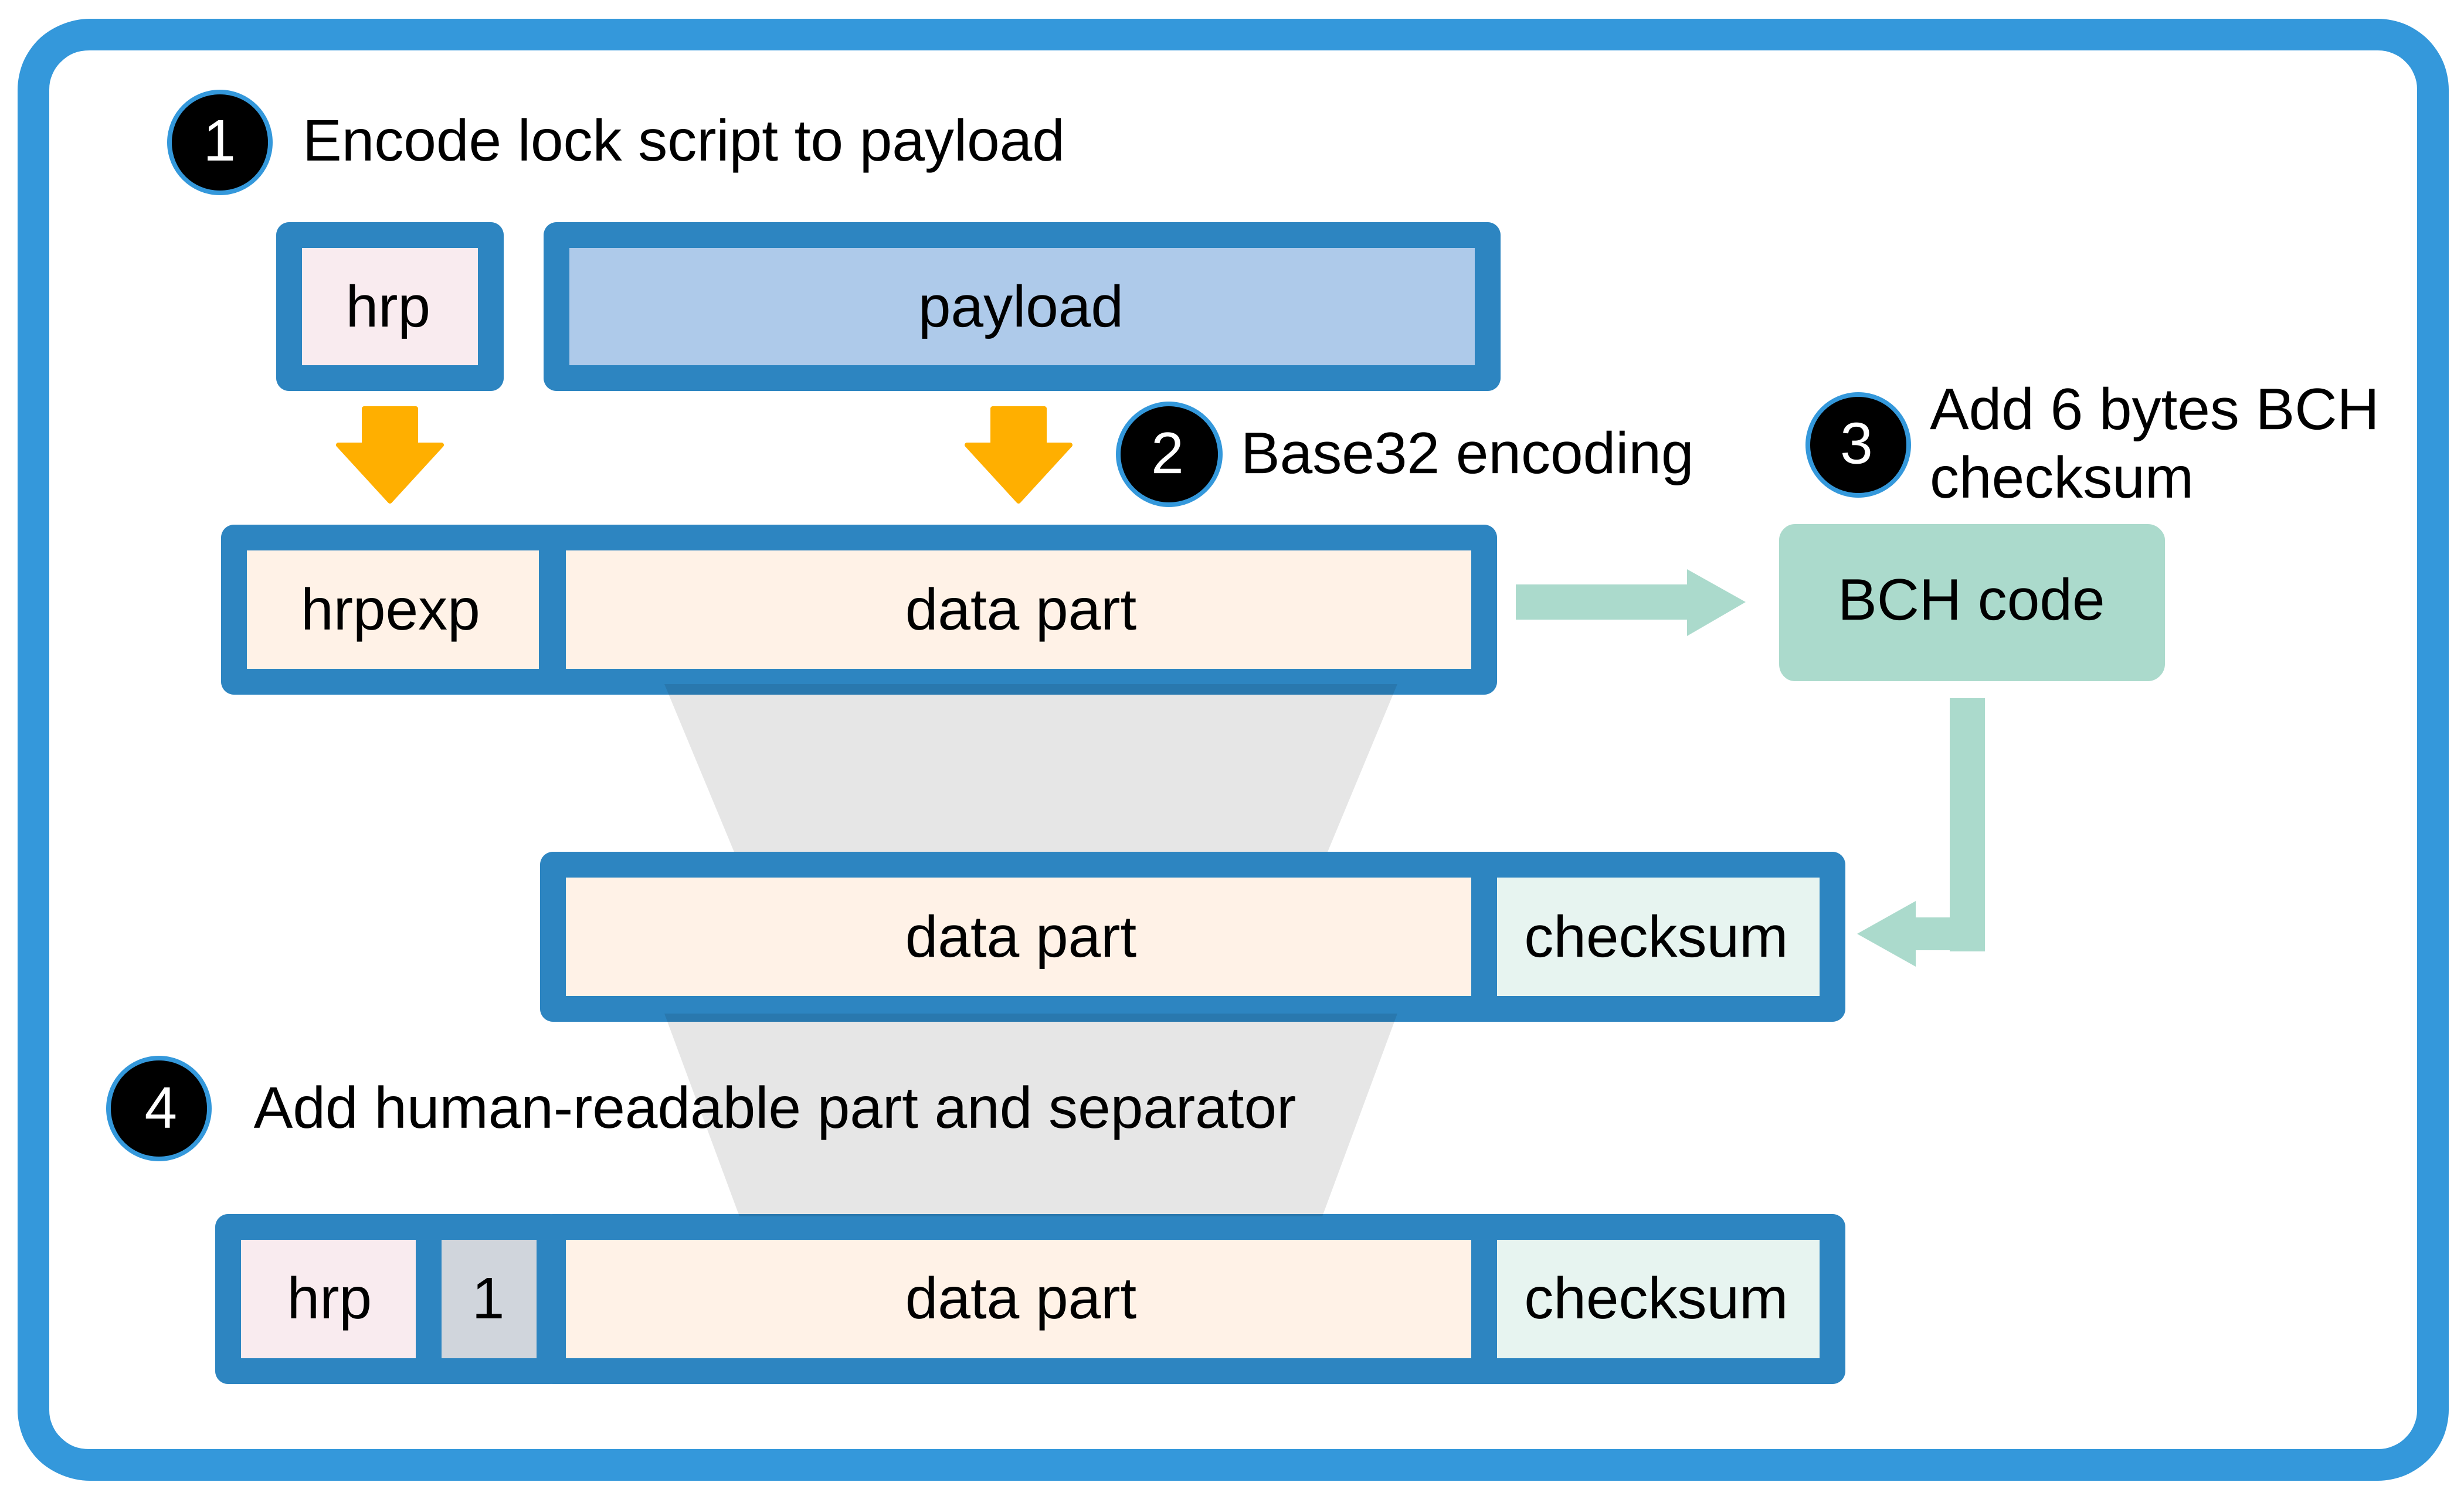 1 Encode lock script to payload
hrp payload
2 Base32 encoding
3 Add 6 bytes BCH
checksum
hrpexp data part BCH code
data part checksum
4 Add human-readable part and separator
hrp 1 data part checksum